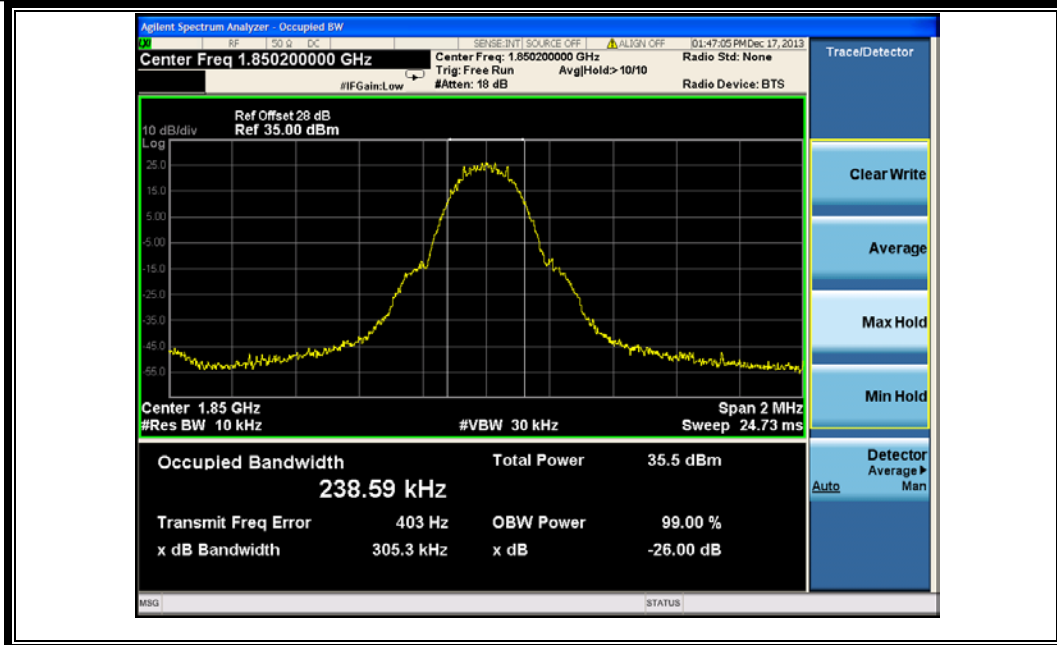 Agilent Spectrum Analyzer - Occupied BW
RF 50 Ω DC SENSE:INT SOURCE OFF ALIGN OFF 01:47:05 PM Dec 17, 2013
Center Freq 1.850200000 GHz
Center Freq: 1.850200000 GHz
Radio Std: None
Trig: Free Run Avg|Hold:> 10/10
#IFGain:Low
#Atten: 18 dB
Radio Device: BTS
Ref Offset 28 dB
10 dB/div Ref 35.00 dBm
Log
25.0
15.0
5.00
-5.00
-15.0
-25.0
-35.0
-45.0
-55.0
Center 1.85 GHz Span 2 MHz
#Res BW 10 kHz #VBW 30 kHz Sweep 24.73 ms
Occupied Bandwidth Total Power 35.5 dBm
238.59 kHz
Transmit Freq Error 403 Hz OBW Power 99.00 %
x dB Bandwidth 305.3 kHz x dB -26.00 dB
MSG STATUS
Trace/Detector
Clear Write
Average
Max Hold
Min Hold
Detector
Average
Auto Man